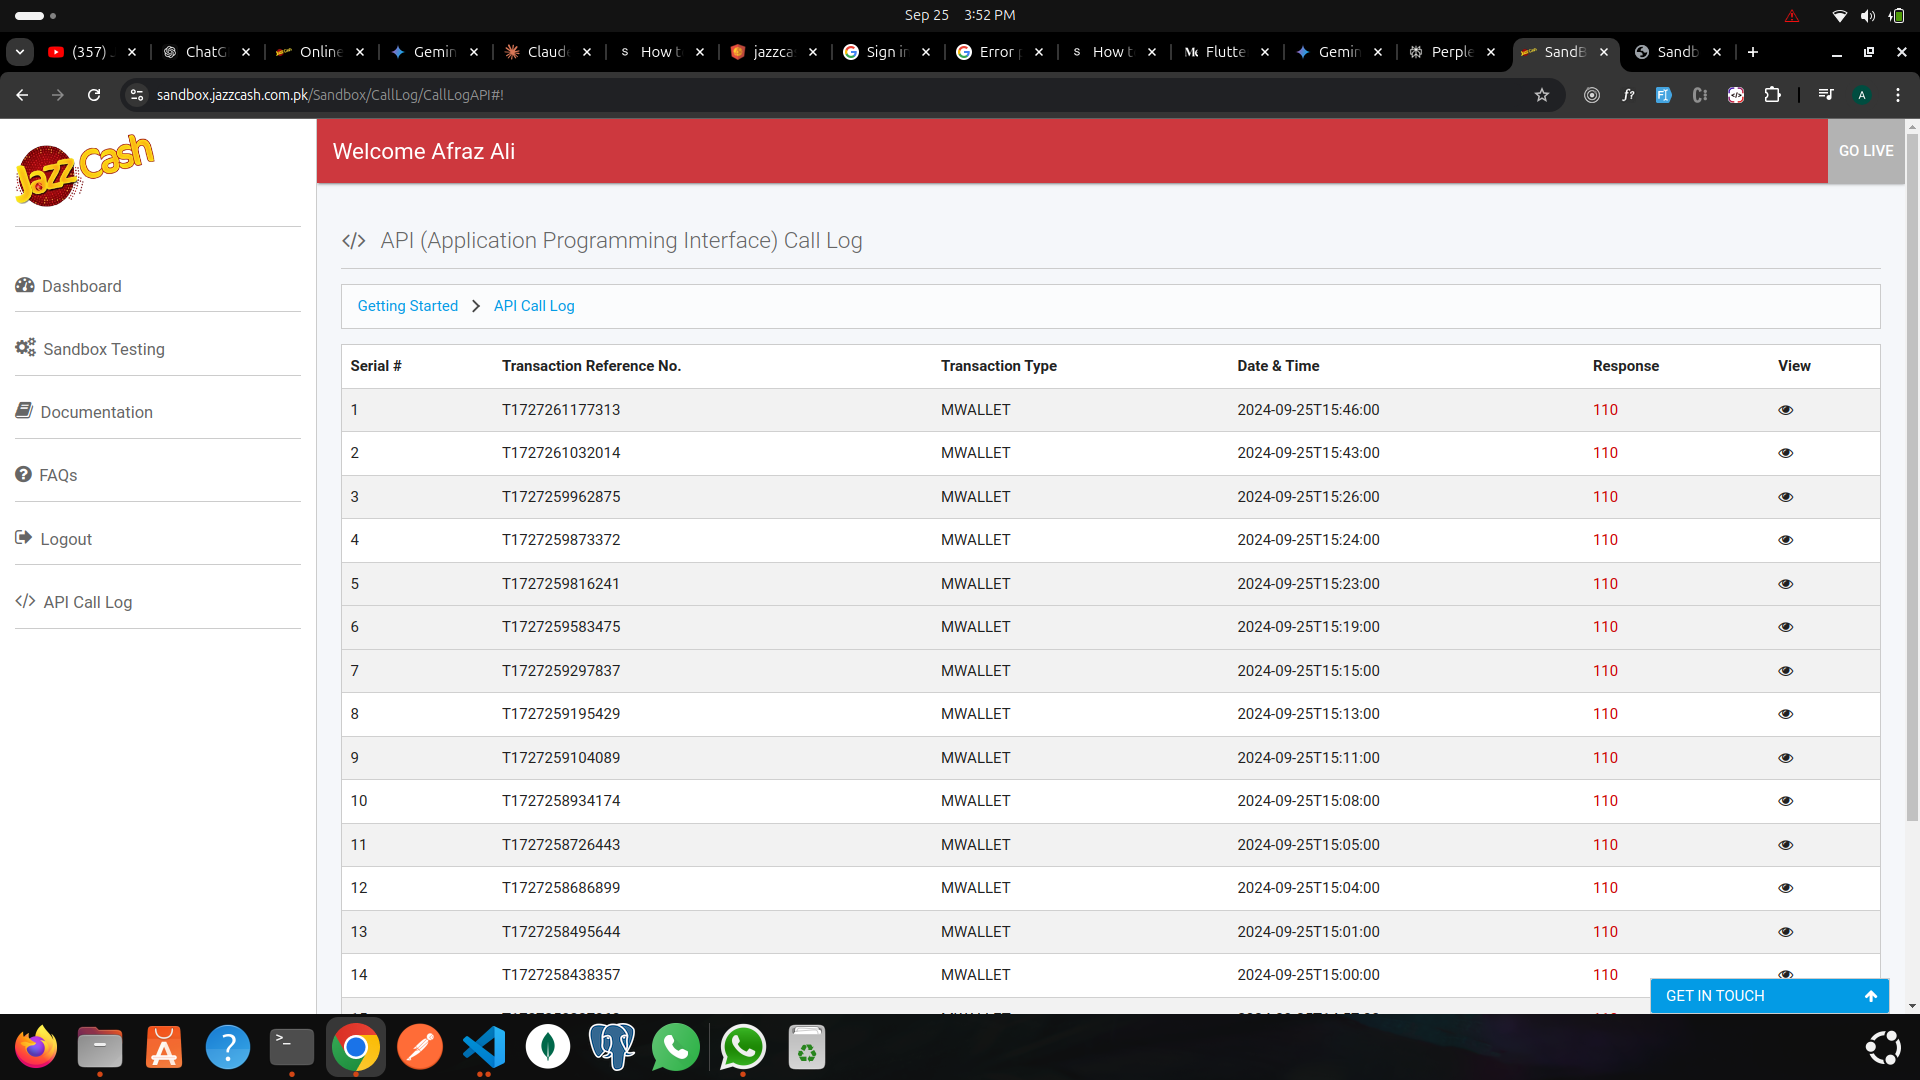 Sep 25 3:52 PM
(357)
ChatG
Online
Gemin
Claude
How t
jazzca
Sign in
Error
How t
Flutte
Gemin
Perple
SandB
Sandb
sandbox.jazzcash.com.pk/Sandbox/CallLog/CallLogAPI#!
A
Jazz Cash
Welcome Afraz Ali
GO LIVE
Dashboard
Sandbox Testing
Documentation
FAQs
Logout
API Call Log
API (Application Programming Interface) Call Log
Getting Started API Call Log
Serial # Transaction Reference No. Transaction Type Date & Time Response View
1 T1727261177313 MWALLET 2024-09-25T15:46:00 110
2 T1727261032014 MWALLET 2024-09-25T15:43:00 110
3 T1727259962875 MWALLET 2024-09-25T15:26:00 110
4 T1727259873372 MWALLET 2024-09-25T15:24:00 110
5 T1727259816241 MWALLET 2024-09-25T15:23:00 110
6 T1727259583475 MWALLET 2024-09-25T15:19:00 110
7 T1727259297837 MWALLET 2024-09-25T15:15:00 110
8 T1727259195429 MWALLET 2024-09-25T15:13:00 110
9 T1727259104089 MWALLET 2024-09-25T15:11:00 110
10 T1727258934174 MWALLET 2024-09-25T15:08:00 110
11 T1727258726443 MWALLET 2024-09-25T15:05:00 110
12 T1727258686899 MWALLET 2024-09-25T15:04:00 110
13 T1727258495644 MWALLET 2024-09-25T15:01:00 110
14 T1727258438357 MWALLET 2024-09-25T15:00:00 110
GET IN TOUCH